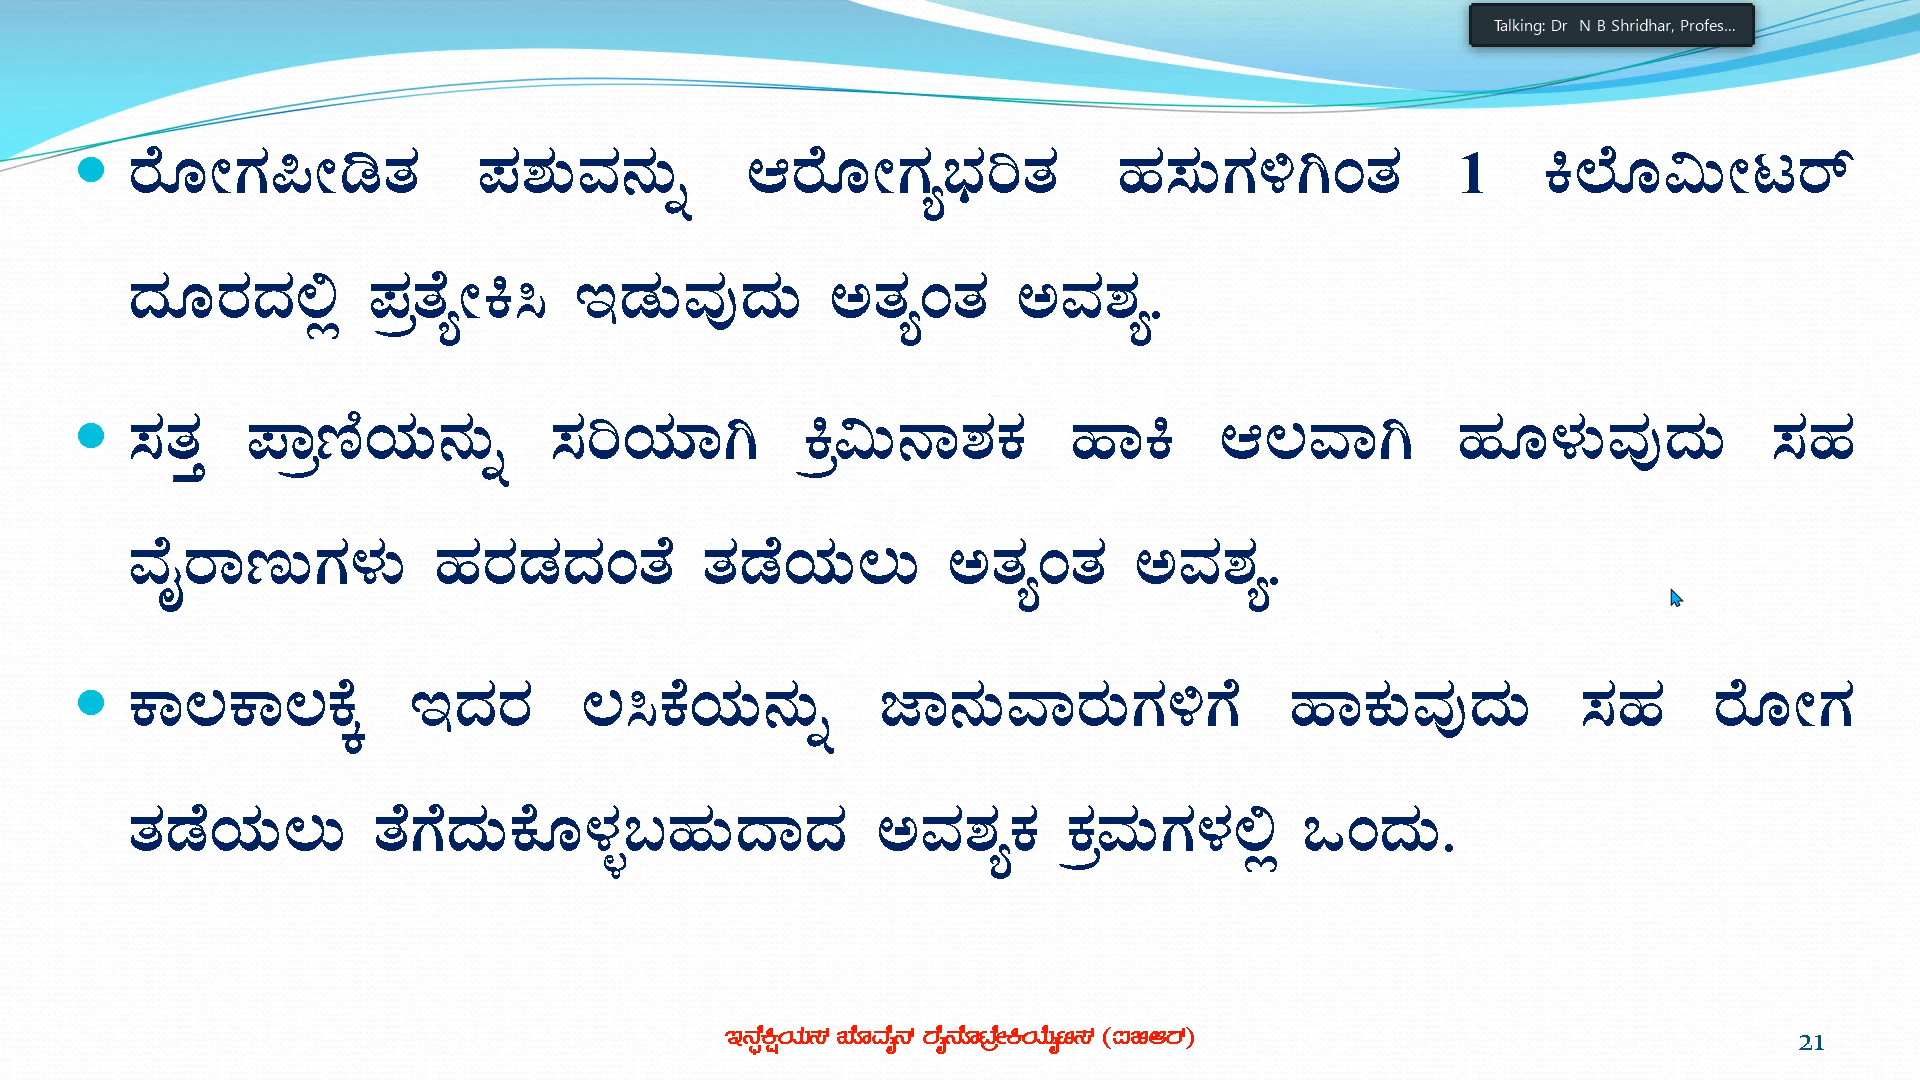 Talking: Dr N B Shridhar, Profes...
ರೋಗಪೀಡಿತ ಪಶುವನ್ನು ಆರೋಗ್ಯಭರಿತ ಹಸುಗಳಿಗಿಂತ 1 ಕಿಲೊಮೀಟರ್
ದೂರದಲ್ಲಿ ಪ್ರತ್ಯೇಕಿಸಿ ಇಡುವುದು ಅತ್ಯಂತ ಅವಶ್ಯ.
ಸತ್ತ ಪ್ರಾಣಿಯನ್ನು ಸರಿಯಾಗಿ ಕ್ರಿಮಿನಾಶಕ ಹಾಕಿ ಆಲವಾಗಿ ಹೂಳುವುದು ಸಹ
ವೈರಾಣುಗಳು ಹರಡದಂತೆ ತಡೆಯಲು ಅತ್ಯಂತ ಅವಶ್ಯ.
ಕಾಲಕಾಲಕ್ಕೆ ಇದರ ಲಸಿಕೆಯನ್ನು ಜಾನುವಾರುಗಳಿಗೆ ಹಾಕುವುದು ಸಹ ರೋಗ
ತಡೆಯಲು ತೆಗೆದುಕೊಳ್ಳಬಹುದಾದ ಅವಶ್ಯಕ ಕ್ರಮಗಳಲ್ಲಿ ಒಂದು.
21